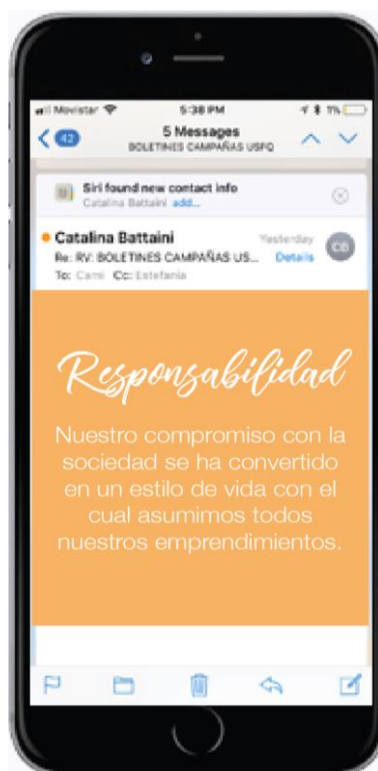 Movistar 5:38 PM 1%
42 5 Messages
BOLETINES CAMPAÑAS USFQ
Siri found new contact info
Catalina Battaini add...
Catalina Battaini Yesterday CB
Re: RV: BOLETINES CAMPAÑAS US... Details
To: Cami Cc: Estefania
Responsabilidad
Nuestro compromiso con la
sociedad se ha convertido
en un estilo de vida con el
cual asumimos todos
nuestros emprendimientos.